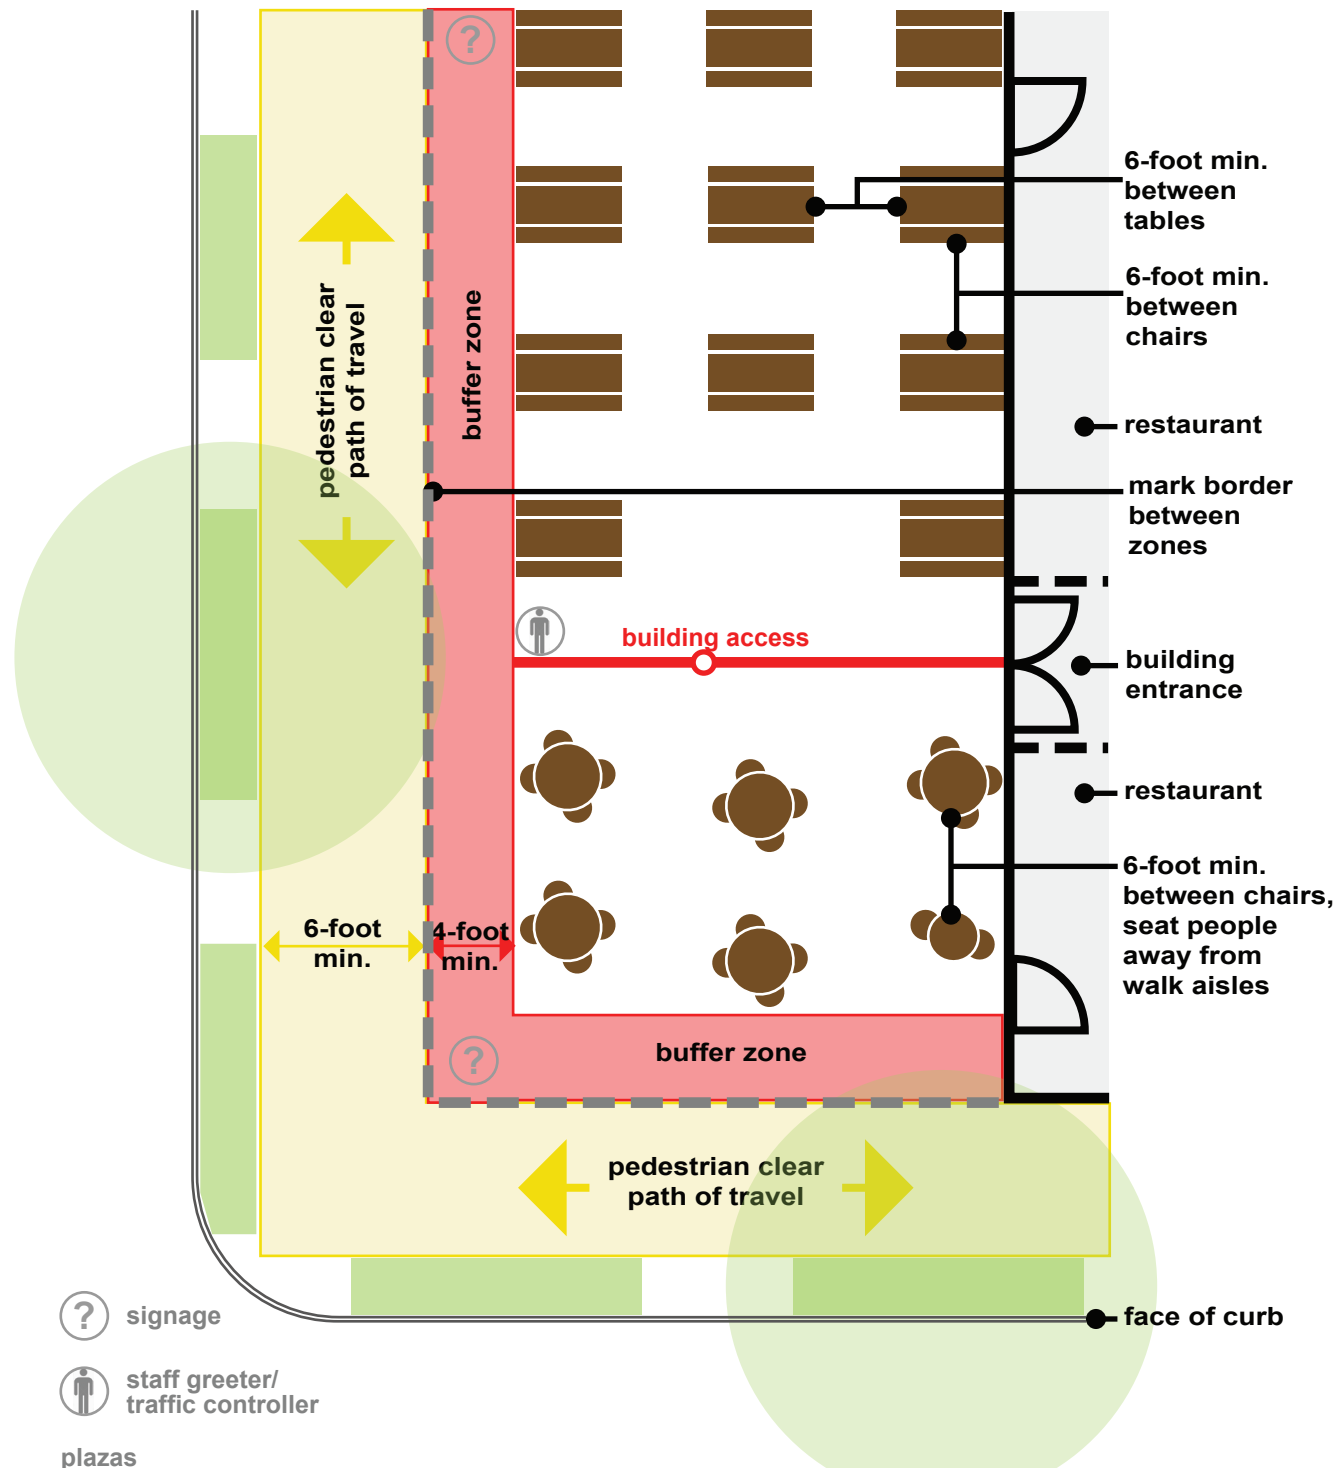 ?
6-foot min.
between
tables
6-foot min.
between
chairs
pedestrian clear
path of travel
buffer zone
restaurant
mark border
between
zones
building access
building
entrance
restaurant
6-foot min.
between chairs,
seat people
away from
walk aisles
6-foot
min.
4-foot
min.
?
buffer zone
pedestrian clear
path of travel
face of curb
? signage
staff greeter/
traffic controller
plazas